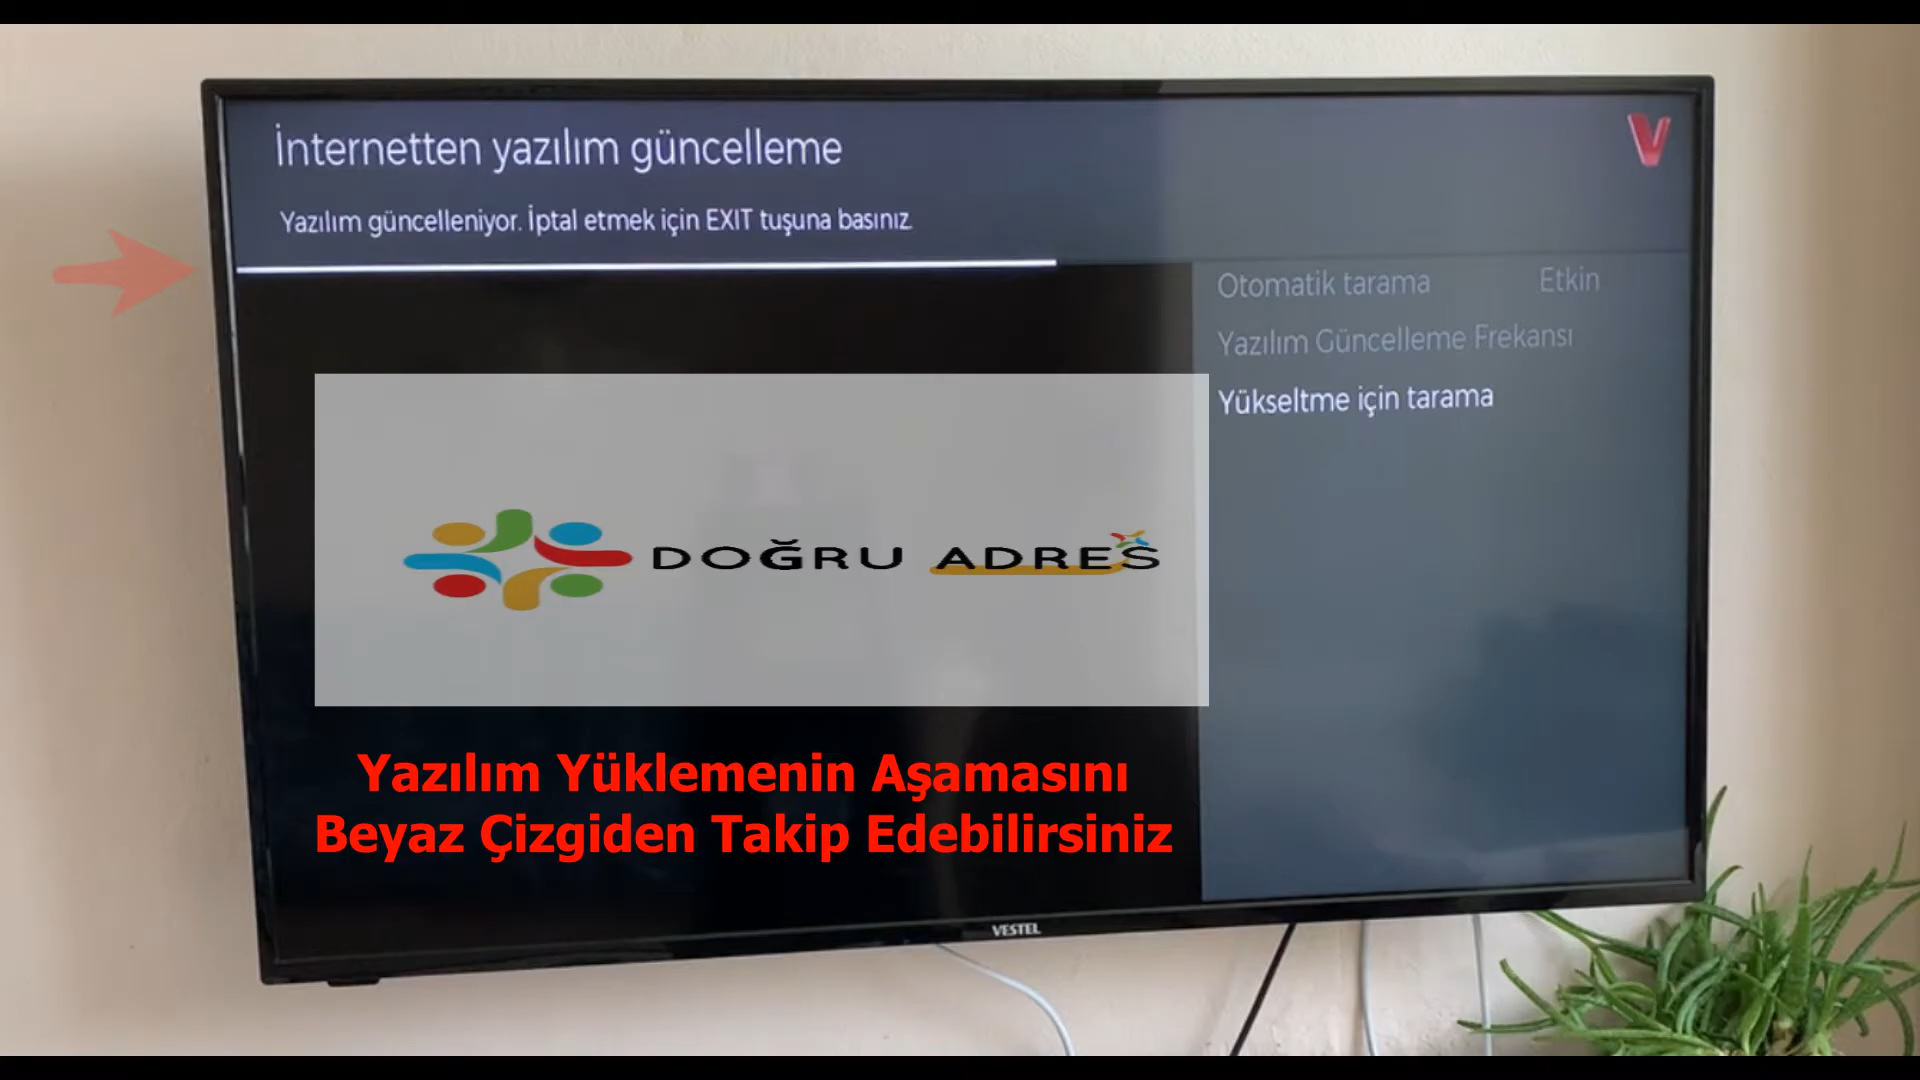 İnternetten yazılım güncelleme
V
Yazılım güncelleniyor. İptal etmek için EXIT tuşuna basınız.
Otomatik tarama Etkin
Yazılım Güncelleme Frekansı
Yükseltme için tarama
DOĞRU ADRES
Yazılım Yüklemenin Aşamasını
Beyaz Çizgiden Takip Edebilirsiniz
VESTEL